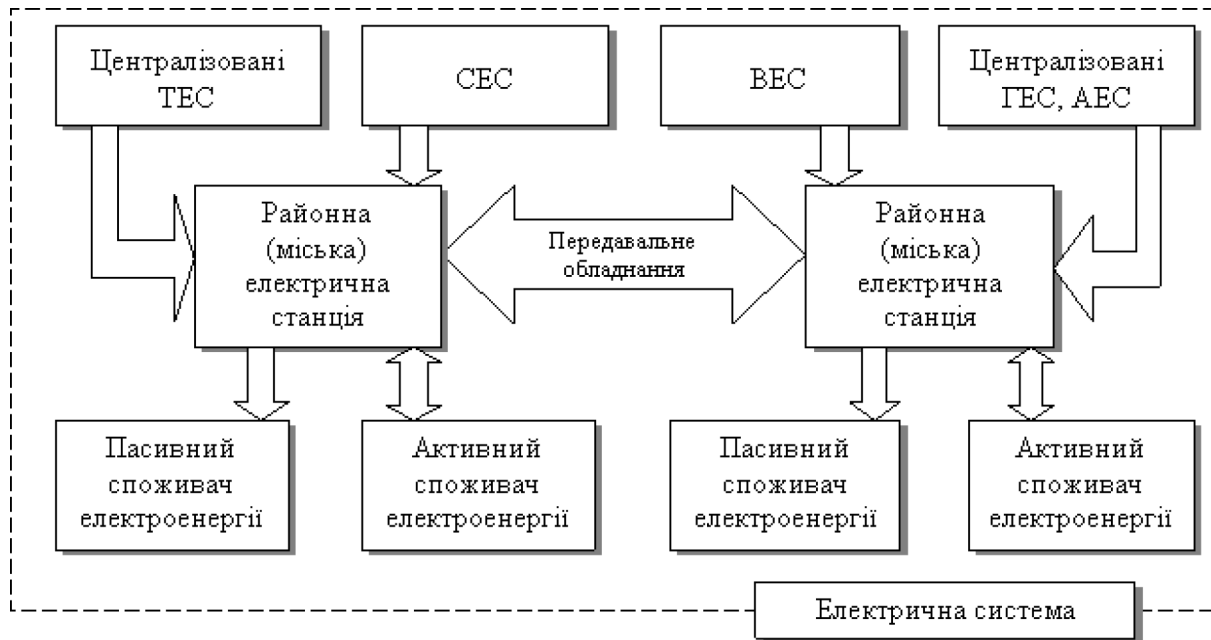 Централізовані
ТЕС
СЕС
ВЕС
Централізовані
ГЕС, АЕС
Районна
(міська)
електрична
станція
Передавальне
обладнання
Районна
(міська)
електрична
станція
Пасивний
споживач
електроенергії
Активний
споживач
електроенергії
Пасивний
споживач
електроенергії
Активний
споживач
електроенергії
Електрична система